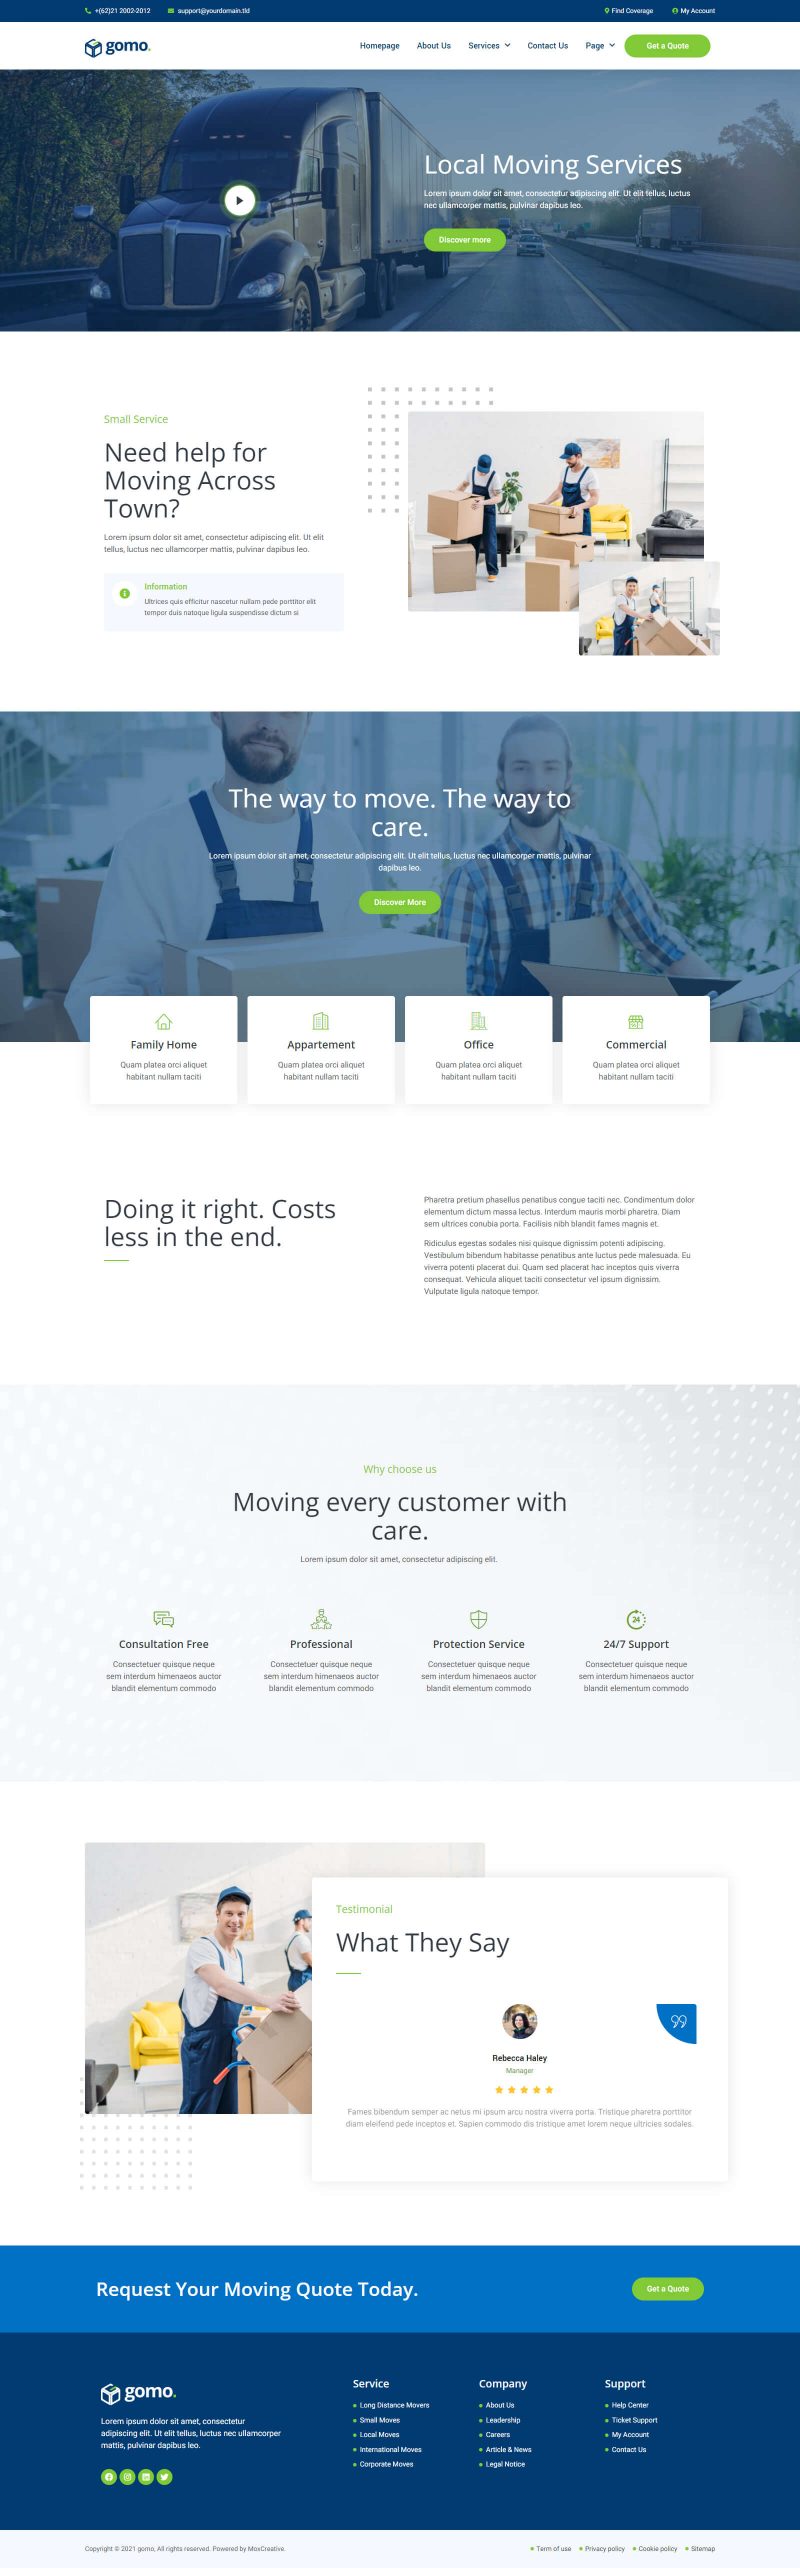 +(62)21 2002-2012 support@yourdomain.tld Find Coverage My Account
gomo. Homepage About Us Services Contact Us Page Get a Quote
Local Moving Services
Lorem ipsum dolor sit amet, consectetur adipiscing elit. Ut elit tellus, luctus
nec ullamcorper mattis, pulvinar dapibus leo.
Discover more
Small Service
Need help for
Moving Across
Town?
Lorem ipsum dolor sit amet, consectetur adipiscing elit. Ut elit
tellus, luctus nec ullamcorper mattis, pulvinar dapibus leo.
Information
Ultrices quis efficitur nascetur nullam pede porttitor elit
tempor duis natoque ligula suspendisse dictum si
The way to move. The way to
care.
Lorem ipsum dolor sit amet, consectetur adipiscing elit. Ut elit tellus, luctus nec ullamcorper mattis, pulvinar
dapibus leo.
Discover More
Family Home
Quam platea orci aliquet
habitant nullam taciti
Appartement
Quam platea orci aliquet
habitant nullam taciti
Office
Quam platea orci aliquet
habitant nullam taciti
Commercial
Quam platea orci aliquet
habitant nullam taciti
Doing it right. Costs
less in the end.
Pharetra pretium phasellus penatibus congue taciti nec. Condimentum dolor
elementum dictum massa lectus. Interdum mauris morbi pharetra. Diam
sem ultrices conubia porta. Facilisis nibh blandit fames magnis et.
Ridiculus egestas sodales nisi quisque dignissim potenti adipiscing.
Vestibulum bibendum habitasse penatibus ante luctus pede malesuada. Eu
viverra potenti placerat dui. Quam sed placerat hac inceptos quis viverra
consequat. Vehicula aliquet taciti consectetur vel ipsum dignissim.
Vulputate ligula natoque tempor.
Why choose us
Moving every customer with
care.
Lorem ipsum dolor sit amet, consectetur adipiscing elit.
Consultation Free
Consectetuer quisque neque
sem interdum himenaeos auctor
blandit elementum commodo
Professional
Consectetuer quisque neque
sem interdum himenaeos auctor
blandit elementum commodo
Protection Service
Consectetuer quisque neque
sem interdum himenaeos auctor
blandit elementum commodo
24
24/7 Support
Consectetuer quisque neque
sem interdum himenaeos auctor
blandit elementum commodo
Testimonial
What They Say
Rebecca Haley
Manager
Fames bibendum semper ac netus mi ipsum arcu nostra viverra porta. Tristique pharetra porttitor
diam eleifend pede inceptos et. Sapien commodo dis tristique amet lorem neque ultricies sodales.
Request Your Moving Quote Today.
Get a Quote
gomo.
Lorem ipsum dolor sit amet, consectetur
adipiscing elit. Ut elit tellus, luctus nec ullamcorper
mattis, pulvinar dapibus leo.
Service
Long Distance Movers
Small Moves
Local Moves
International Moves
Corporate Moves
Company
About Us
Leadership
Careers
Article & News
Legal Notice
Support
Help Center
Ticket Support
My Account
Contact Us
Copyright © 2021 gomo, All rights reserved. Powered by MoxCreative.
Term of use Privacy policy Cookie policy Sitemap